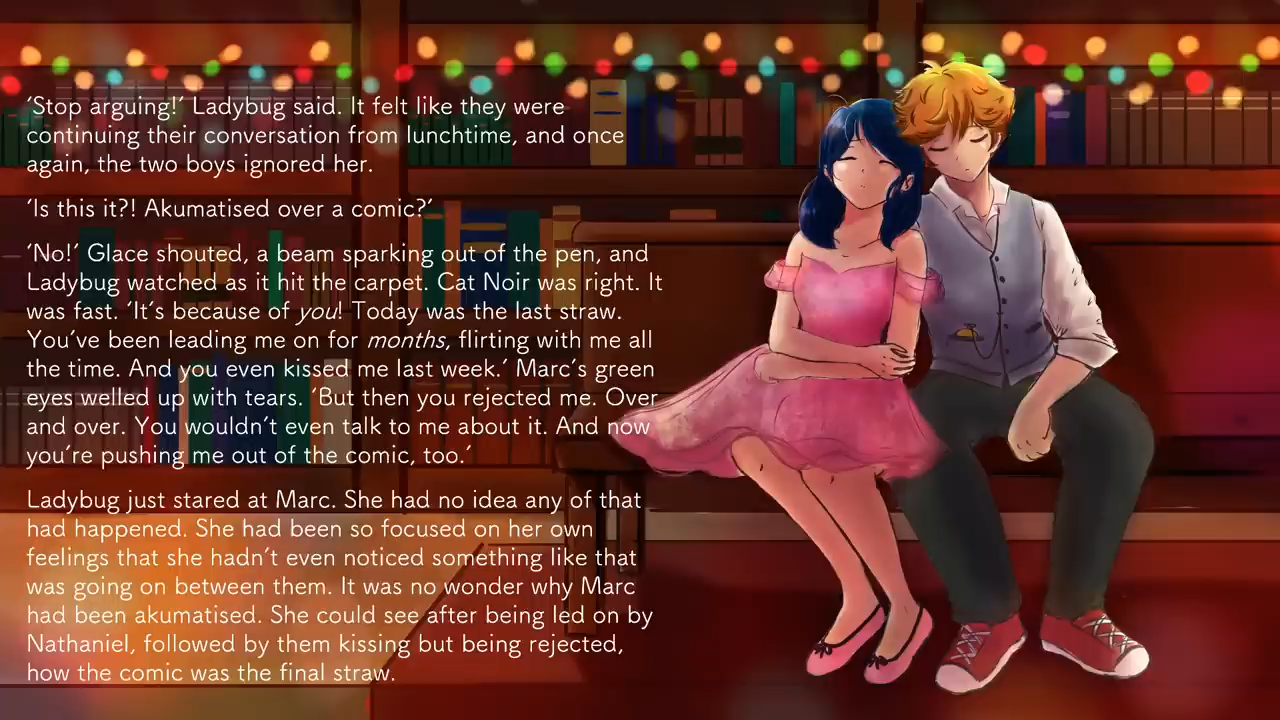 ‘Stop arguing!’ Ladybug said. It felt like they were
continuing their conversation from lunchtime, and once
again, the two boys ignored her.
‘Is this it?! Akumatised over a comic?’
‘No!’ Glace shouted, a beam sparking out of the pen, and
Ladybug watched as it hit the carpet. Cat Noir was right. It
was fast. ‘It’s because of you! Today was the last straw.
You’ve been leading me on for months, flirting with me all
the time. And you even kissed me last week.’ Marc’s green
eyes welled up with tears. ‘But then you rejected me. Over
and over. You wouldn’t even talk to me about it. And now
you’re pushing me out of the comic, too.’
Ladybug just stared at Marc. She had no idea any of that
had happened. She had been so focused on her own
feelings that she hadn’t even noticed something like that
was going on between them. It was no wonder why Marc
had been akumatised. She could see after being led on by
Nathaniel, followed by them kissing but being rejected,
how the comic was the final straw.